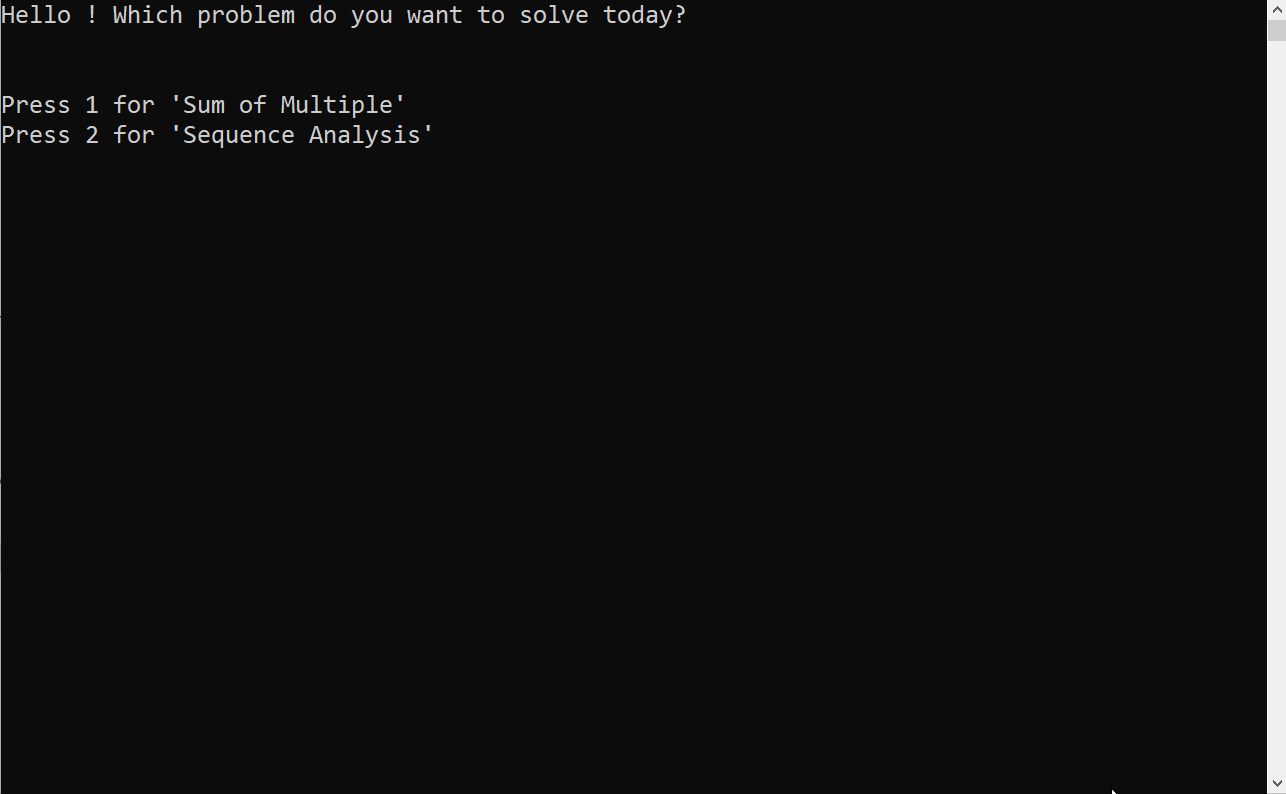 Hello ! Which problem do you want to solve today?
Press 1 for 'Sum of Multiple'
Press 2 for 'Sequence Analysis'